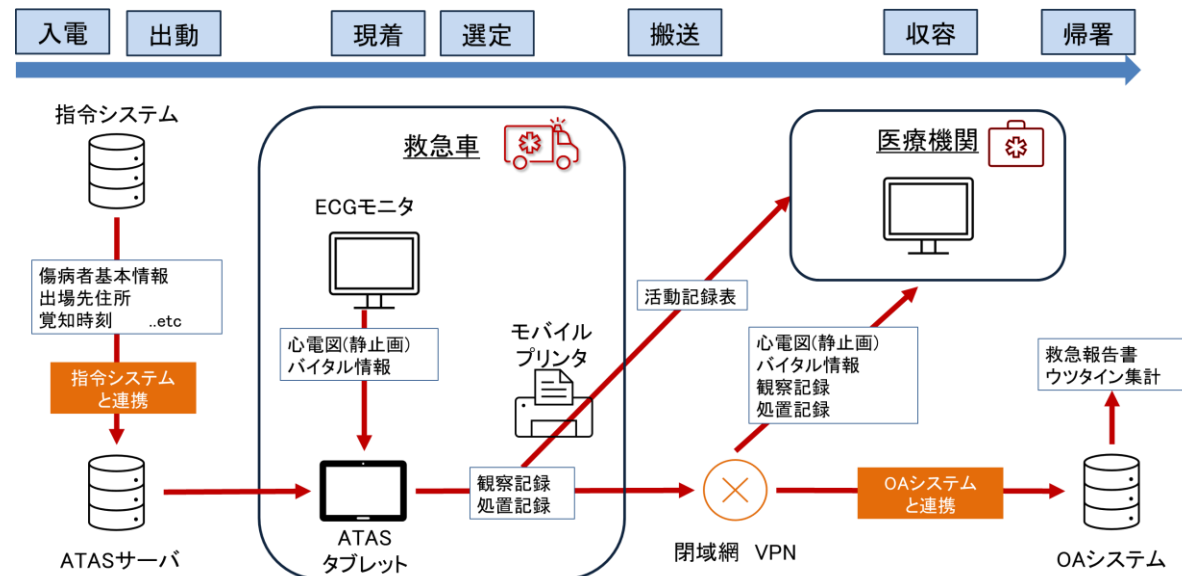 入電
出動
現着
選定
搬送
収容
帰署
指令システム
傷病者基本情報
出場先住所
覚知時刻 ..etc
指令システム
と連携
ATASサーバ
救急車
ECGモニタ
心電図(静止画)
バイタル情報
モバイル
プリンタ
ATAS
タブレット
観察記録
処置記録
活動記録表
医療機関
心電図(静止画)
バイタル情報
観察記録
処置記録
閉域網 VPN
OAシステム
と連携
救急報告書
ウツタイン集計
OAシステム